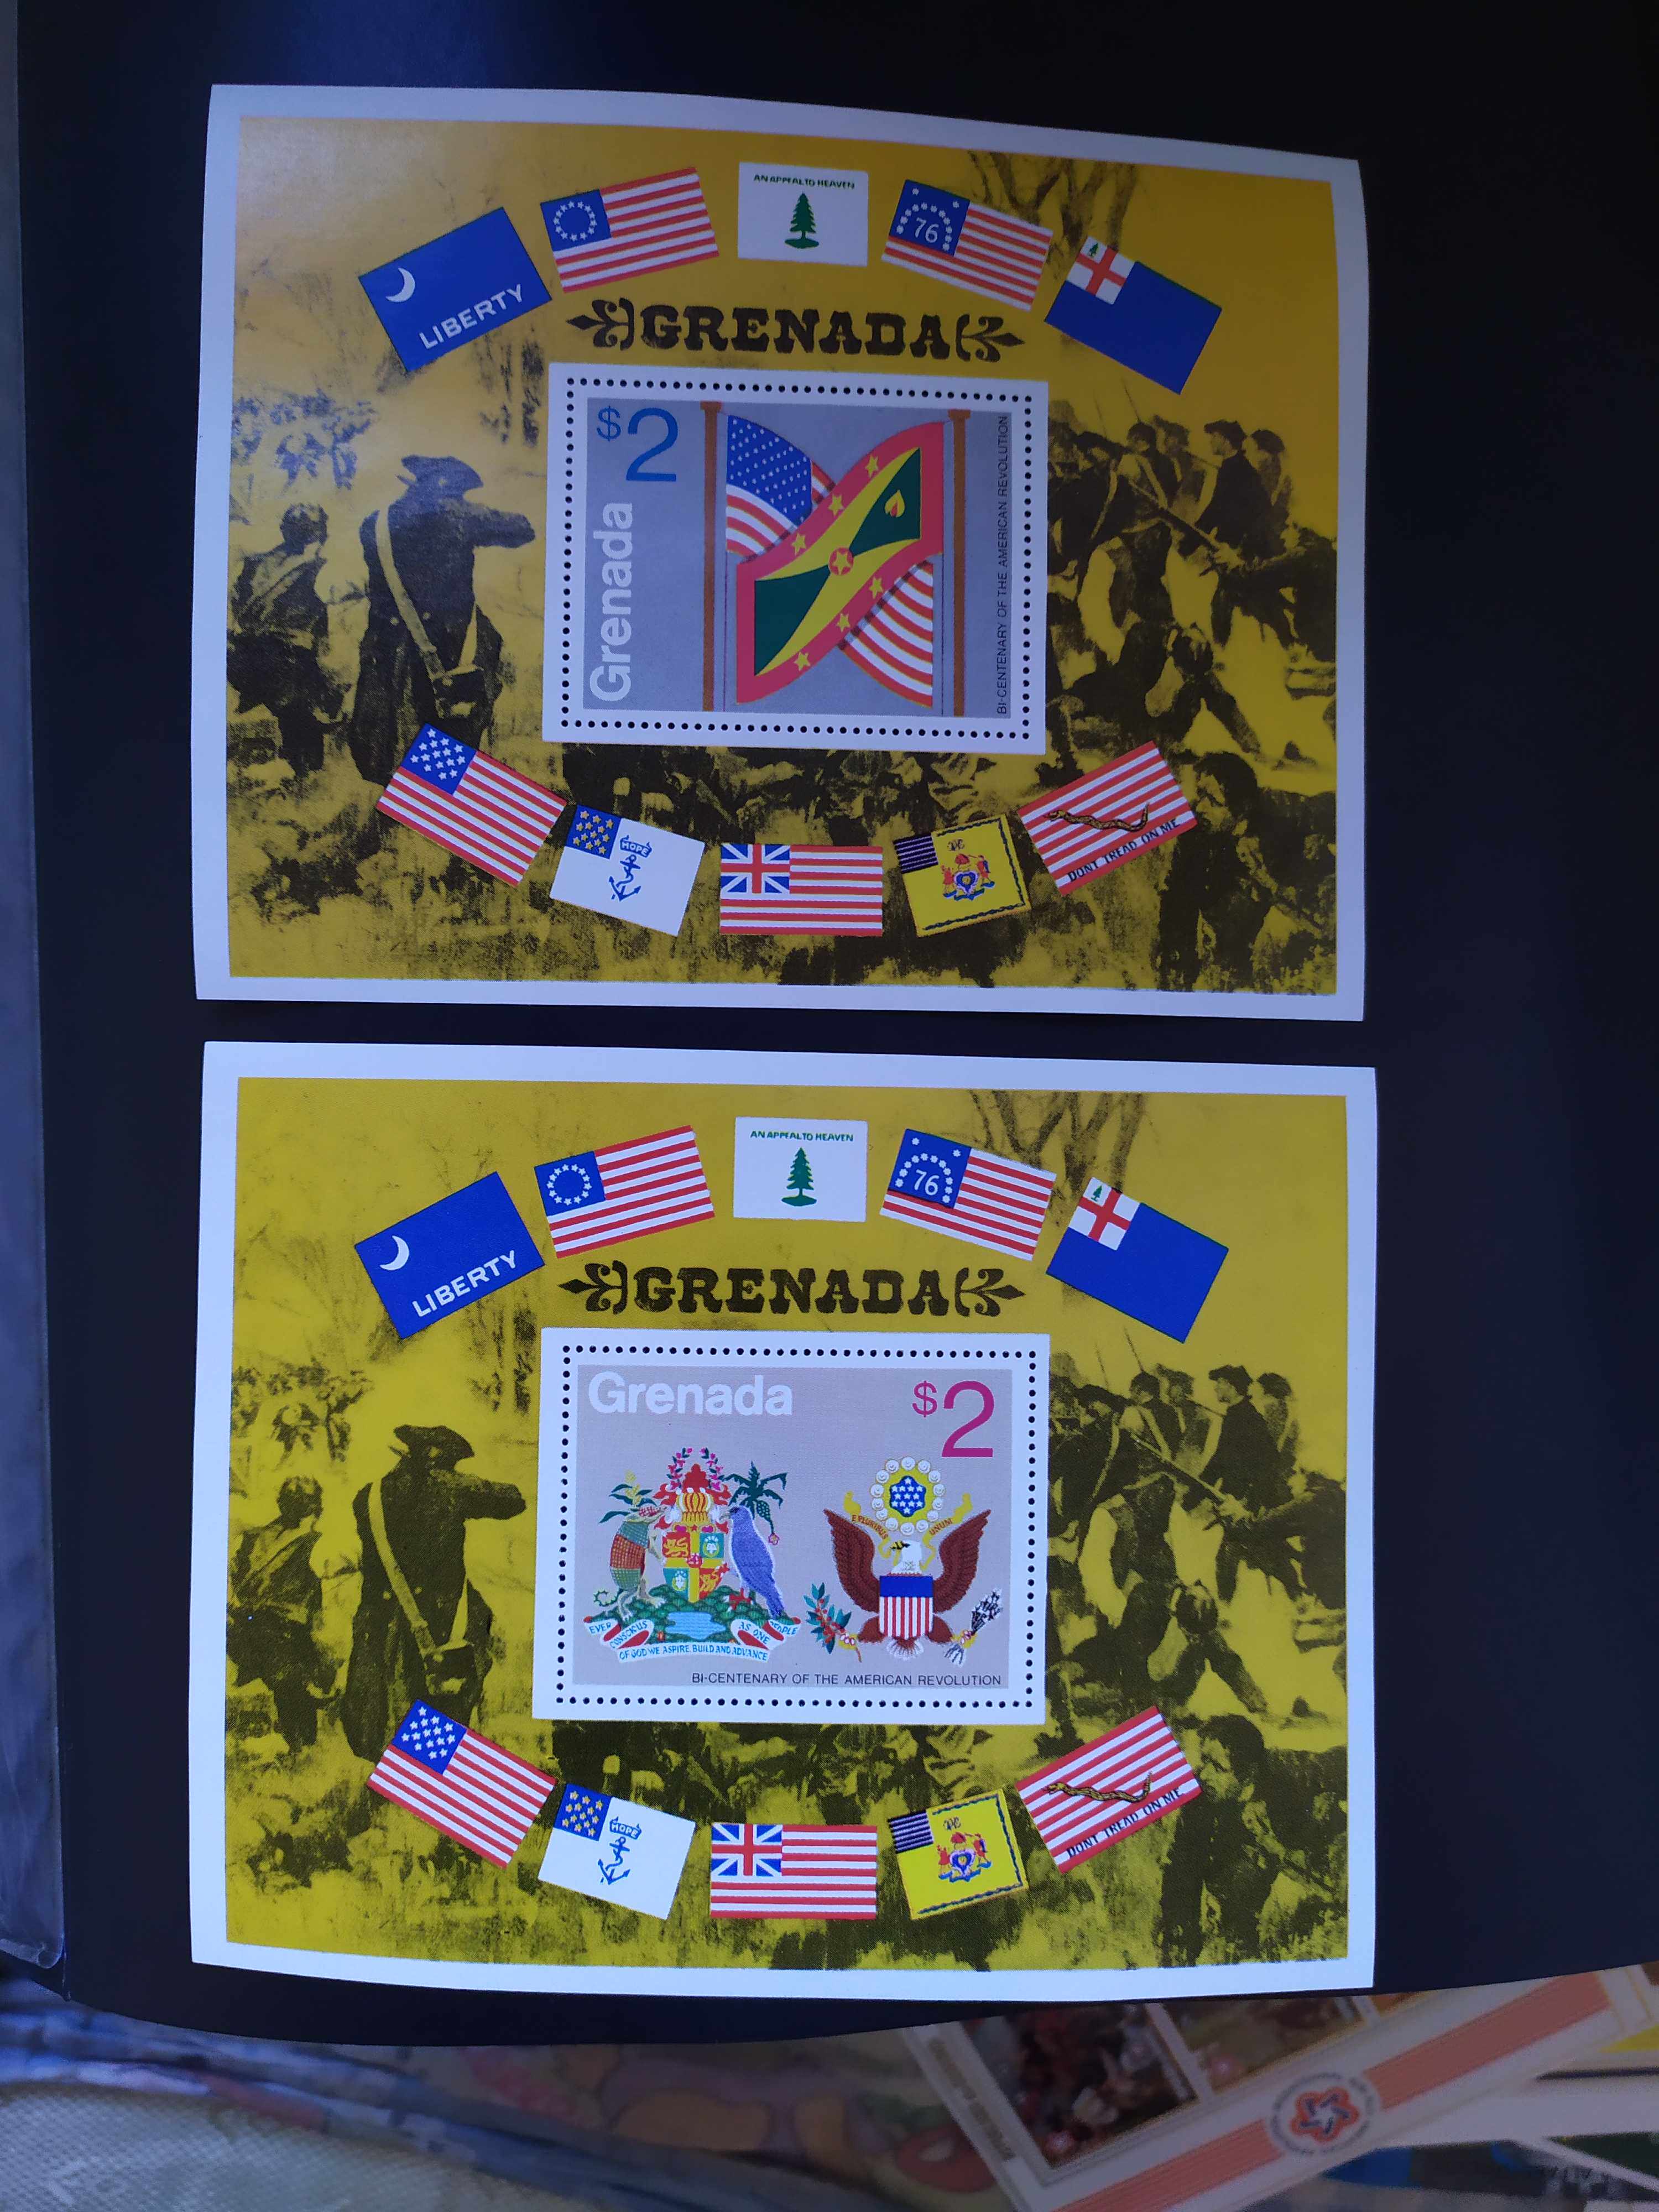 AN APPEAL TO HEAVEN
76
LIBERTY
GRENADA
$2
Grenada
BI-CENTENARY OF THE AMERICAN REVOLUTION
HOPE
DONT TREAD ON ME
AN APPEAL TO HEAVEN
76
LIBERTY
GRENADA
Grenada
$2
E PLURIBUS UNUM
EVER CONSCIOUS AS ONE PEOPLE
OF GOD WE ASPIRE, BUILD AND ADVANCE
BI-CENTENARY OF THE AMERICAN REVOLUTION
HOPE
DONT TREAD ON ME